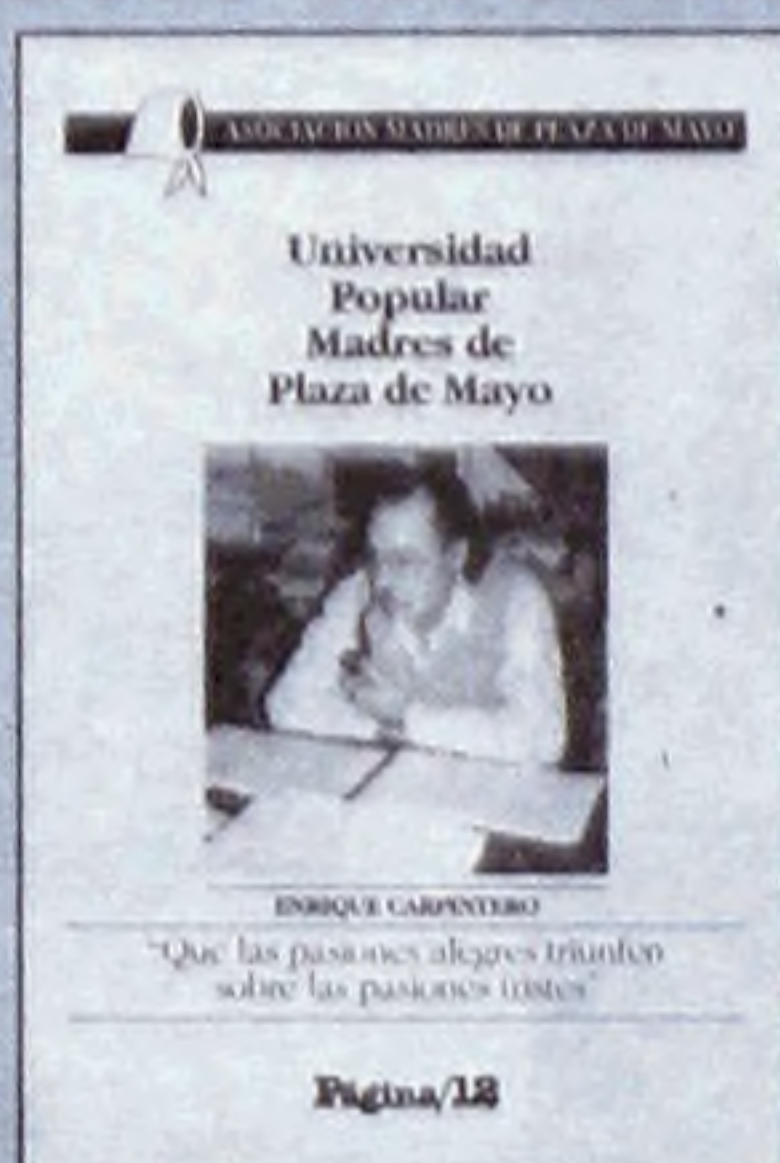 ASOCIACION MADRES DE PLAZA DE MAYO
Universidad
Popular
Madres de
Plaza de Mayo
ENRIQUE CARPINTERO
"Que las pasiones alegres triunfen
sobre las pasiones tristes"
Página/12